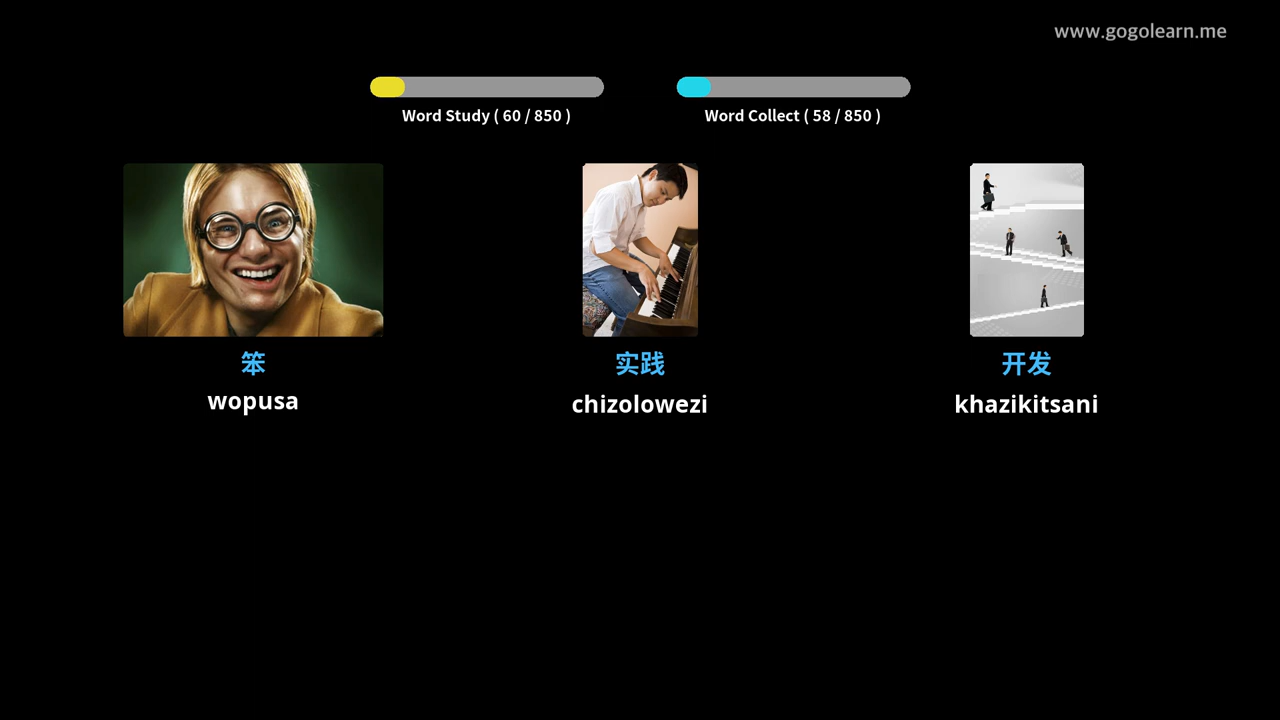 www.gogolearn.me
Word Study ( 60 / 850 )
Word Collect ( 58 / 850 )
笨
实践
开发
wopusa
chizolowezi
khazikitsani